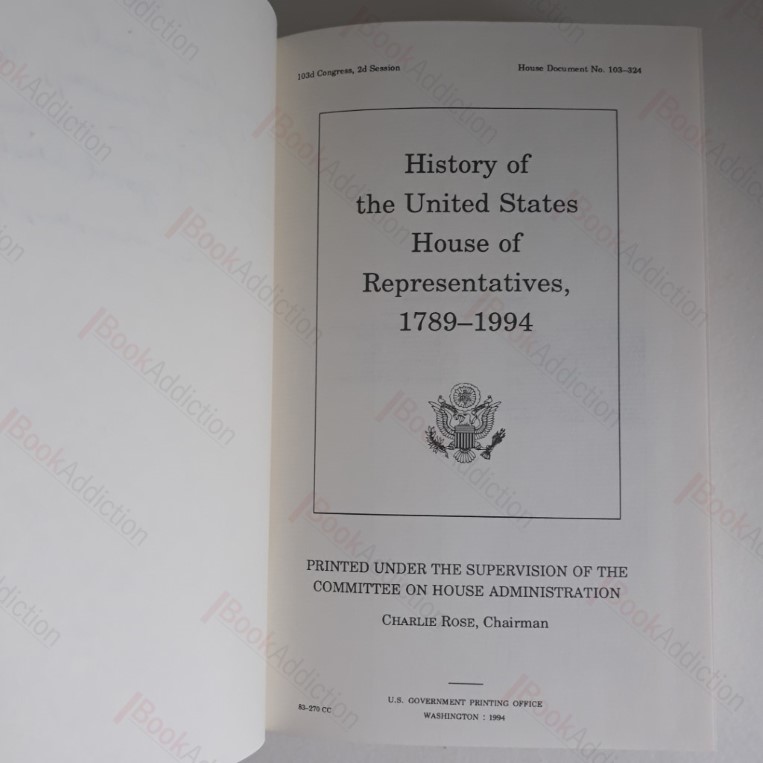 103d Congress, 2d Session House Document No. 103–324
History of
the United States
House of
Representatives,
1789–1994
PRINTED UNDER THE SUPERVISION OF THE
COMMITTEE ON HOUSE ADMINISTRATION
CHARLIE ROSE, Chairman
83-270 CC
U.S. GOVERNMENT PRINTING OFFICE
WASHINGTON : 1994
BookAddiction